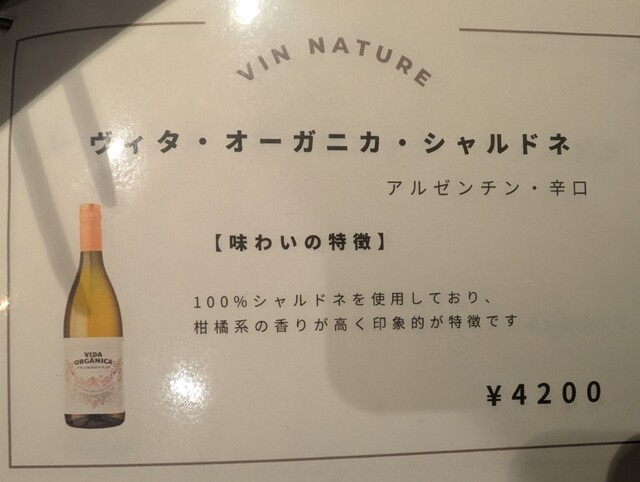 VIN NATURE
ヴィタ・オーガニカ・シャルドネ
アルゼンチン・辛口
【味わいの特徴】
100%シャルドネを使用しており、
柑橘系の香りが高く印象的が特徴です
VIDA
ORGÁNICA
CHARDONNAY
¥4200